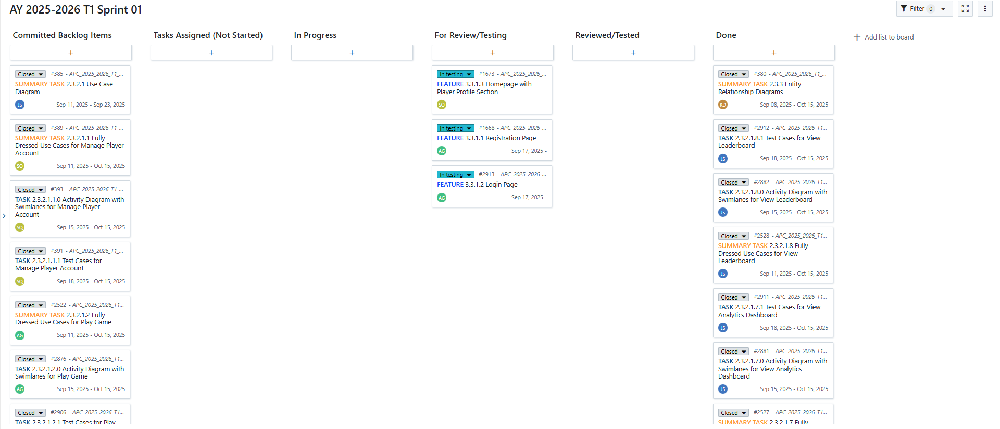 AY 2025-2026 T1 Sprint 01
Filter 0
Committed Backlog Items
+
Closed #385 - APC_2025_2026_T1_...
SUMMARY TASK 2.3.2.1 Use Case
Diagram
JS Sep 11, 2025 - Sep 23, 2025
Closed #389 - APC_2025_2026_T1_...
SUMMARY TASK 2.3.2.1.1 Fully
Dressed Use Cases for Manage Player
Account
SQ Sep 11, 2025 - Oct 15, 2025
Closed #393 - APC_2025_2026_T1_...
TASK 2.3.2.1.1.0 Activity Diagram with
Swimlanes for Manage Player
Account
SQ Sep 15, 2025 - Oct 15, 2025
Closed #391 - APC_2025_2026_T1_...
TASK 2.3.2.1.1.1 Test Cases for
Manage Player Account
SQ Sep 18, 2025 - Oct 15, 2025
Closed #2522 - APC_2025_2026_T1...
SUMMARY TASK 2.3.2.1.2 Fully
Dressed Use Cases for Play Game
AG Sep 11, 2025 - Oct 15, 2025
Closed #2876 - APC_2025_2026_T1...
TASK 2.3.2.1.2.0 Activity Diagram with
Swimlanes for Play Game
AG Sep 15, 2025 - Oct 15, 2025
Closed #2906 - APC_2025_2026_T1...
TASK 2.3.2.1.2.1 Test Cases for Play
Tasks Assigned (Not Started)
+
In Progress
+
For Review/Testing
+
In testing #1673 - APC_2025_2026_...
FEATURE 3.3.1.3 Homepage with
Player Profile Section
SQ
In testing #1668 - APC_2025_2026_...
FEATURE 3.3.1.1 Registration Page
AG Sep 17, 2025 -
In testing #2913 - APC_2025_2026_...
FEATURE 3.3.1.2 Login Page
AG Sep 17, 2025 -
Reviewed/Tested
+
Done
+
Closed #380 - APC_2025_2026_T1_...
SUMMARY TASK 2.3.3 Entity
Relationship Diagrams
KD Sep 08, 2025 - Oct 15, 2025
Closed #2912 - APC_2025_2026_T1...
TASK 2.3.2.1.8.1 Test Cases for View
Leaderboard
JS Sep 18, 2025 - Oct 15, 2025
Closed #2882 - APC_2025_2026_T1...
TASK 2.3.2.1.8.0 Activity Diagram with
Swimlanes for View Leaderboard
JS Sep 15, 2025 - Oct 15, 2025
Closed #2528 - APC_2025_2026_T1...
SUMMARY TASK 2.3.2.1.8 Fully
Dressed Use Cases for View
Leaderboard
JS Sep 11, 2025 - Oct 15, 2025
Closed #2911 - APC_2025_2026_T1...
TASK 2.3.2.1.7.1 Test Cases for View
Analytics Dashboard
JS Sep 18, 2025 - Oct 15, 2025
Closed #2881 - APC_2025_2026_T1...
TASK 2.3.2.1.7.0 Activity Diagram with
Swimlanes for View Analytics
Dashboard
JS Sep 15, 2025 - Oct 15, 2025
Closed #2527 - APC_2025_2026_T1...
SUMMARY TASK 2.3.2.1.7 Fully
+ Add list to board